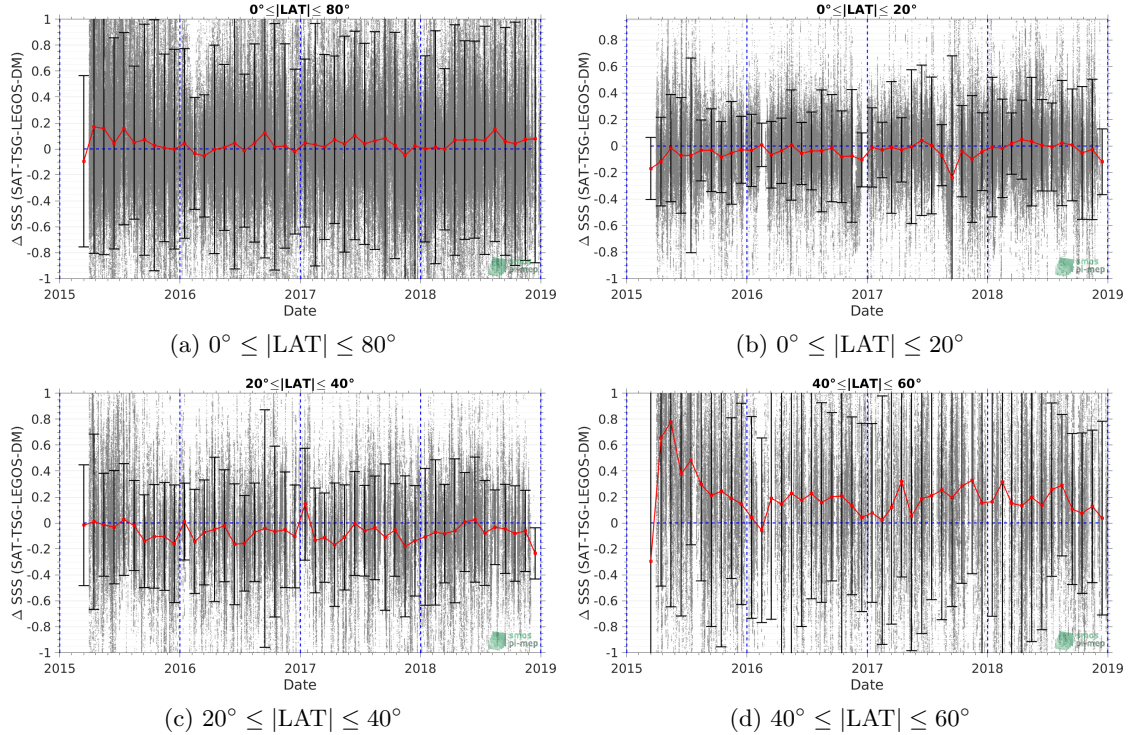 0°≤|LAT|≤ 80°
Δ SSS (SAT-TSG-LEGOS-DM)
0.8
0.6
0.4
0.2
0
-0.2
-0.4
-0.6
-0.8
-1
2015
2016
2017
2018
2019
Date
smos
pi-mep
(a) 0° ≤ |LAT| ≤ 80°
0°≤|LAT|≤ 20°
Δ SSS (SAT-TSG-LEGOS-DM)
0.8
0.6
0.4
0.2
0
-0.2
-0.4
-0.6
-0.8
-1
2015
2016
2017
2018
2019
Date
smos
pi-mep
(b) 0° ≤ |LAT| ≤ 20°
20°≤|LAT|≤ 40°
Δ SSS (SAT-TSG-LEGOS-DM)
1
0.8
0.6
0.4
0.2
0
-0.2
-0.4
-0.6
-0.8
-1
2015
2016
2017
2018
2019
Date
smos
pi-mep
(c) 20° ≤ |LAT| ≤ 40°
40°≤|LAT|≤ 60°
Δ SSS (SAT-TSG-LEGOS-DM)
1
0.8
0.6
0.4
0.2
0
-0.2
-0.4
-0.6
-0.8
-1
2015
2016
2017
2018
2019
Date
smos
pi-mep
(d) 40° ≤ |LAT| ≤ 60°